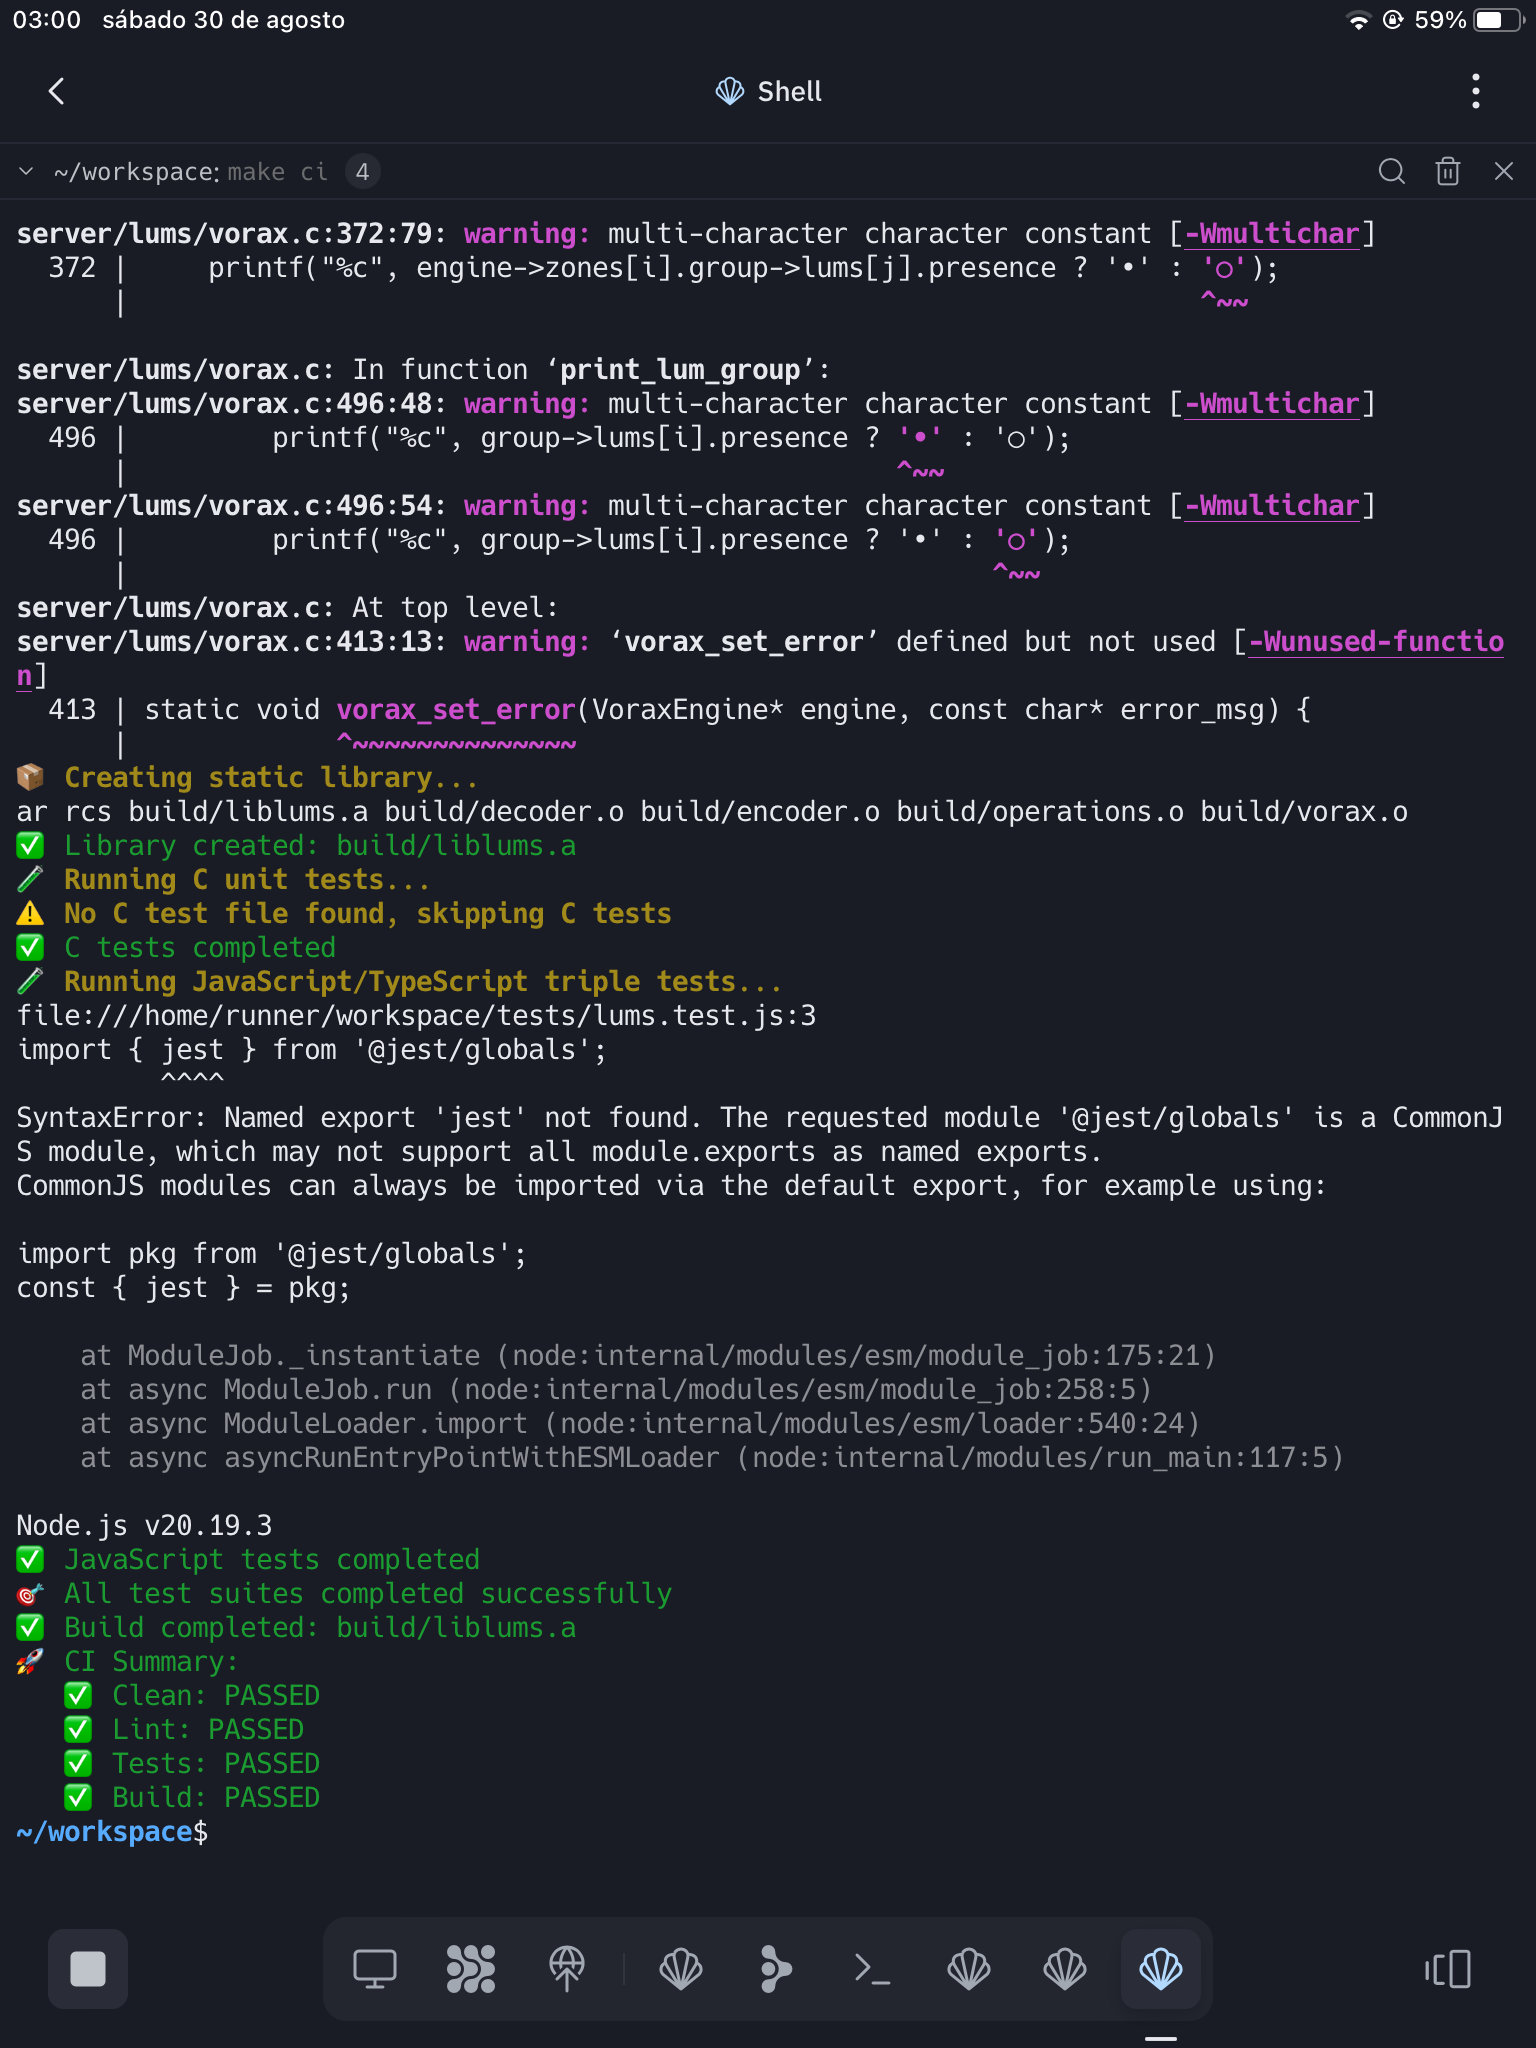 03:00 sábado 30 de agosto 59%
Shell
~/workspace: make ci 4
server/lums/vorax.c:372:79: warning: multi-character character constant [-Wmultichar]
  372 |     printf("%c", engine->zones[i].group->lums[j].presence ? '•' : '○');
      |                                                                   ^~~
server/lums/vorax.c: In function ‘print_lum_group’:
server/lums/vorax.c:496:48: warning: multi-character character constant [-Wmultichar]
  496 |         printf("%c", group->lums[i].presence ? '•' : '○');
      |                                                ^~~
server/lums/vorax.c:496:54: warning: multi-character character constant [-Wmultichar]
  496 |         printf("%c", group->lums[i].presence ? '•' : '○');
      |                                                      ^~~
server/lums/vorax.c: At top level:
server/lums/vorax.c:413:13: warning: ‘vorax_set_error’ defined but not used [-Wunused-functio
n]
  413 | static void vorax_set_error(VoraxEngine* engine, const char* error_msg) {
      |             ^~~~~~~~~~~~~~~
📦 Creating static library...
ar rcs build/liblums.a build/decoder.o build/encoder.o build/operations.o build/vorax.o
✅ Library created: build/liblums.a
🧪 Running C unit tests...
⚠️ No C test file found, skipping C tests
✅ C tests completed
🧪 Running JavaScript/TypeScript triple tests...
file:///home/runner/workspace/tests/lums.test.js:3
import { jest } from '@jest/globals';
         ^^^^
SyntaxError: Named export 'jest' not found. The requested module '@jest/globals' is a CommonJ
S module, which may not support all module.exports as named exports.
CommonJS modules can always be imported via the default export, for example using:
import pkg from '@jest/globals';
const { jest } = pkg;
    at ModuleJob._instantiate (node:internal/modules/esm/module_job:175:21)
    at async ModuleJob.run (node:internal/modules/esm/module_job:258:5)
    at async ModuleLoader.import (node:internal/modules/esm/loader:540:24)
    at async asyncRunEntryPointWithESMLoader (node:internal/modules/run_main:117:5)
Node.js v20.19.3
✅ JavaScript tests completed
🎯 All test suites completed successfully
✅ Build completed: build/liblums.a
🚀 CI Summary:
   ✅ Clean: PASSED
   ✅ Lint: PASSED
   ✅ Tests: PASSED
   ✅ Build: PASSED
~/workspace$